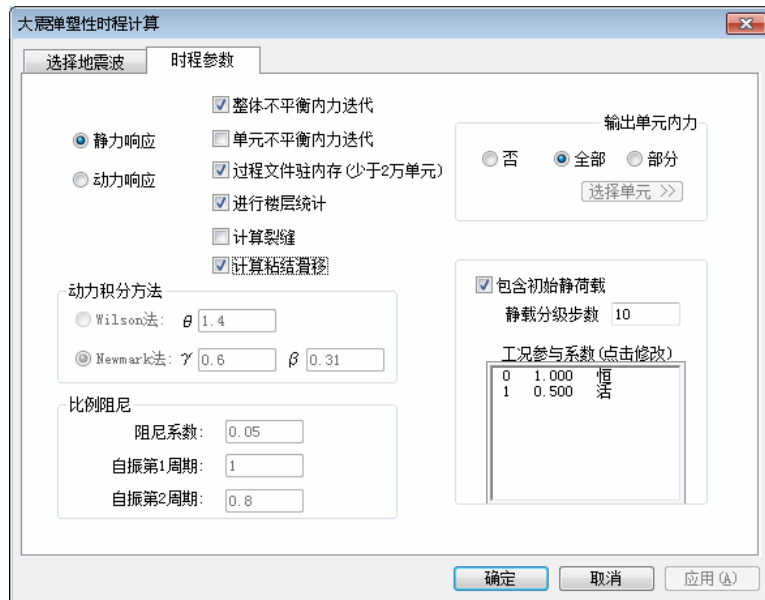 大震弹塑性时程计算
选择地震波 时程参数
静力响应
动力响应
整体不平衡内力迭代
单元不平衡内力迭代
过程文件驻内存(少于2万单元)
进行楼层统计
计算裂缝
计算粘结滑移
输出单元内力
否 全部 部分
选择单元 >>
动力积分方法
Wilson法: θ 1.4
Newmark法: γ 0.6 β 0.31
比例阻尼
阻尼系数: 0.05
自振第1周期: 1
自振第2周期: 0.8
包含初始静荷载
静载分级步数 10
工况参与系数(点击修改)
0 1.000 恒
1 0.500 活
确定 取消 应用(A)